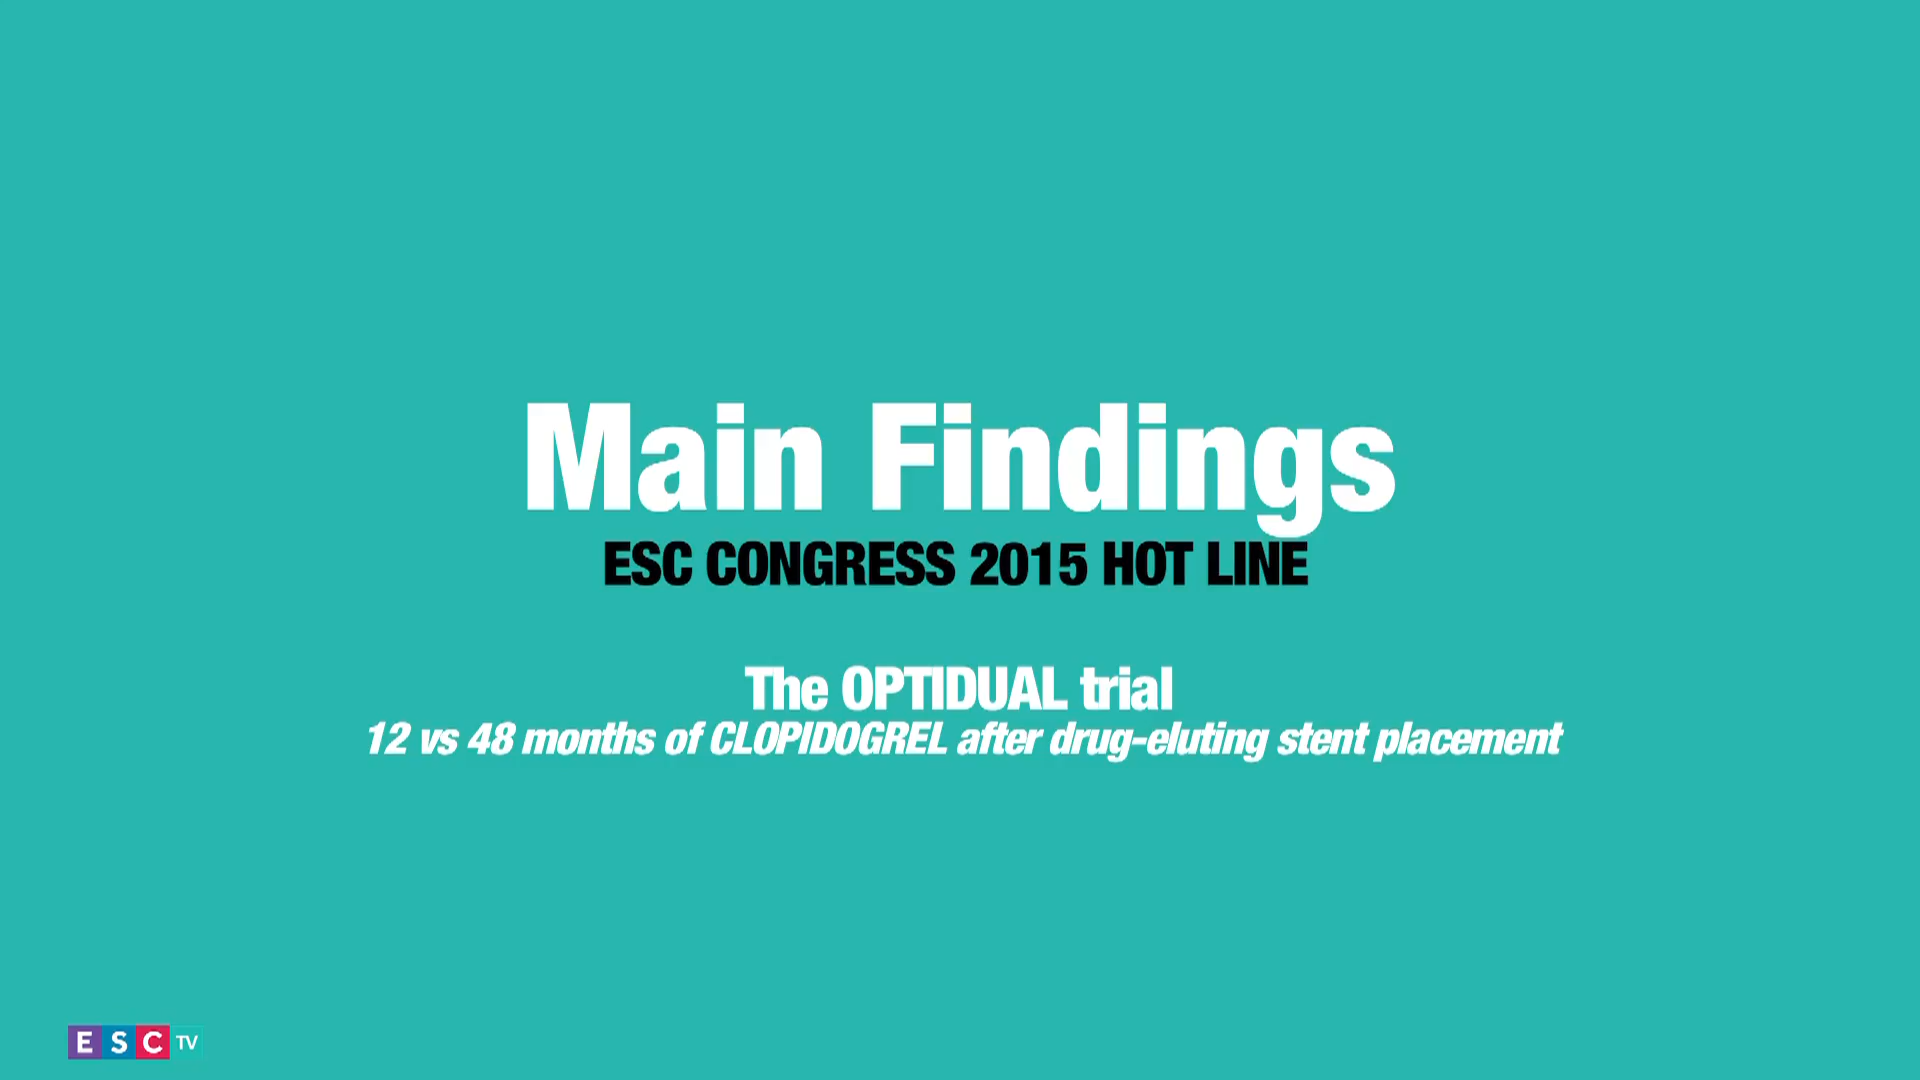 Main Findings
ESC CONGRESS 2015 HOT LINE
The OPTIDUAL trial
12 vs 48 months of CLOPIDOGREL after drug-eluting stent placement
ESC TV